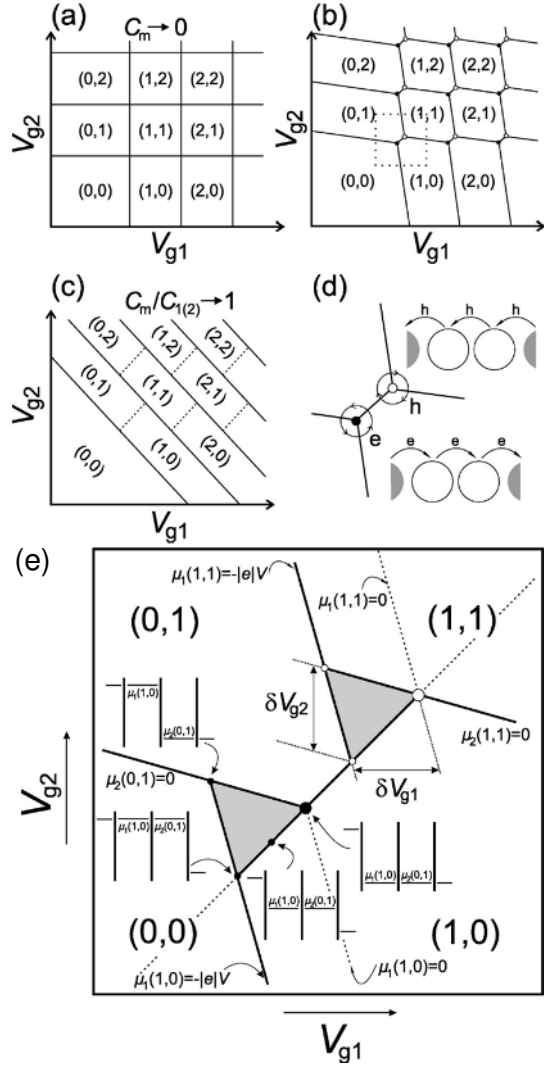 (a)
C_m→0
V_g2
(0,2) (1,2) (2,2)
(0,1) (1,1) (2,1)
(0,0) (1,0) (2,0)
V_g1
(b)
V_g2
(0,2) (1,2) (2,2)
(0,1) (1,1) (2,1)
(0,0) (1,0) (2,0)
V_g1
(c)
C_m/C_1(2)→1
V_g2
(0,2) (1,2) (2,2)
(0,1) (1,1) (2,1)
(0,0) (1,0) (2,0)
V_g1
(d)
h h h
h
e
e e e
(e)
μ_1(1,1)=-|e|V
μ_1(1,1)=0
(0,1)
(1,1)
μ_1(1,0)
μ_2(0,1)
δV_g2
μ_2(1,1)=0
δV_g1
μ_2(0,1)=0
V_g2
μ_1(1,0) μ_2(0,1)
μ_1(1,0) μ_2(0,1)
μ_1(1,0) μ_2(0,1)
(0,0)
(1,0)
μ_1(1,0)=-|e|V
μ_1(1,0)=0
V_g1